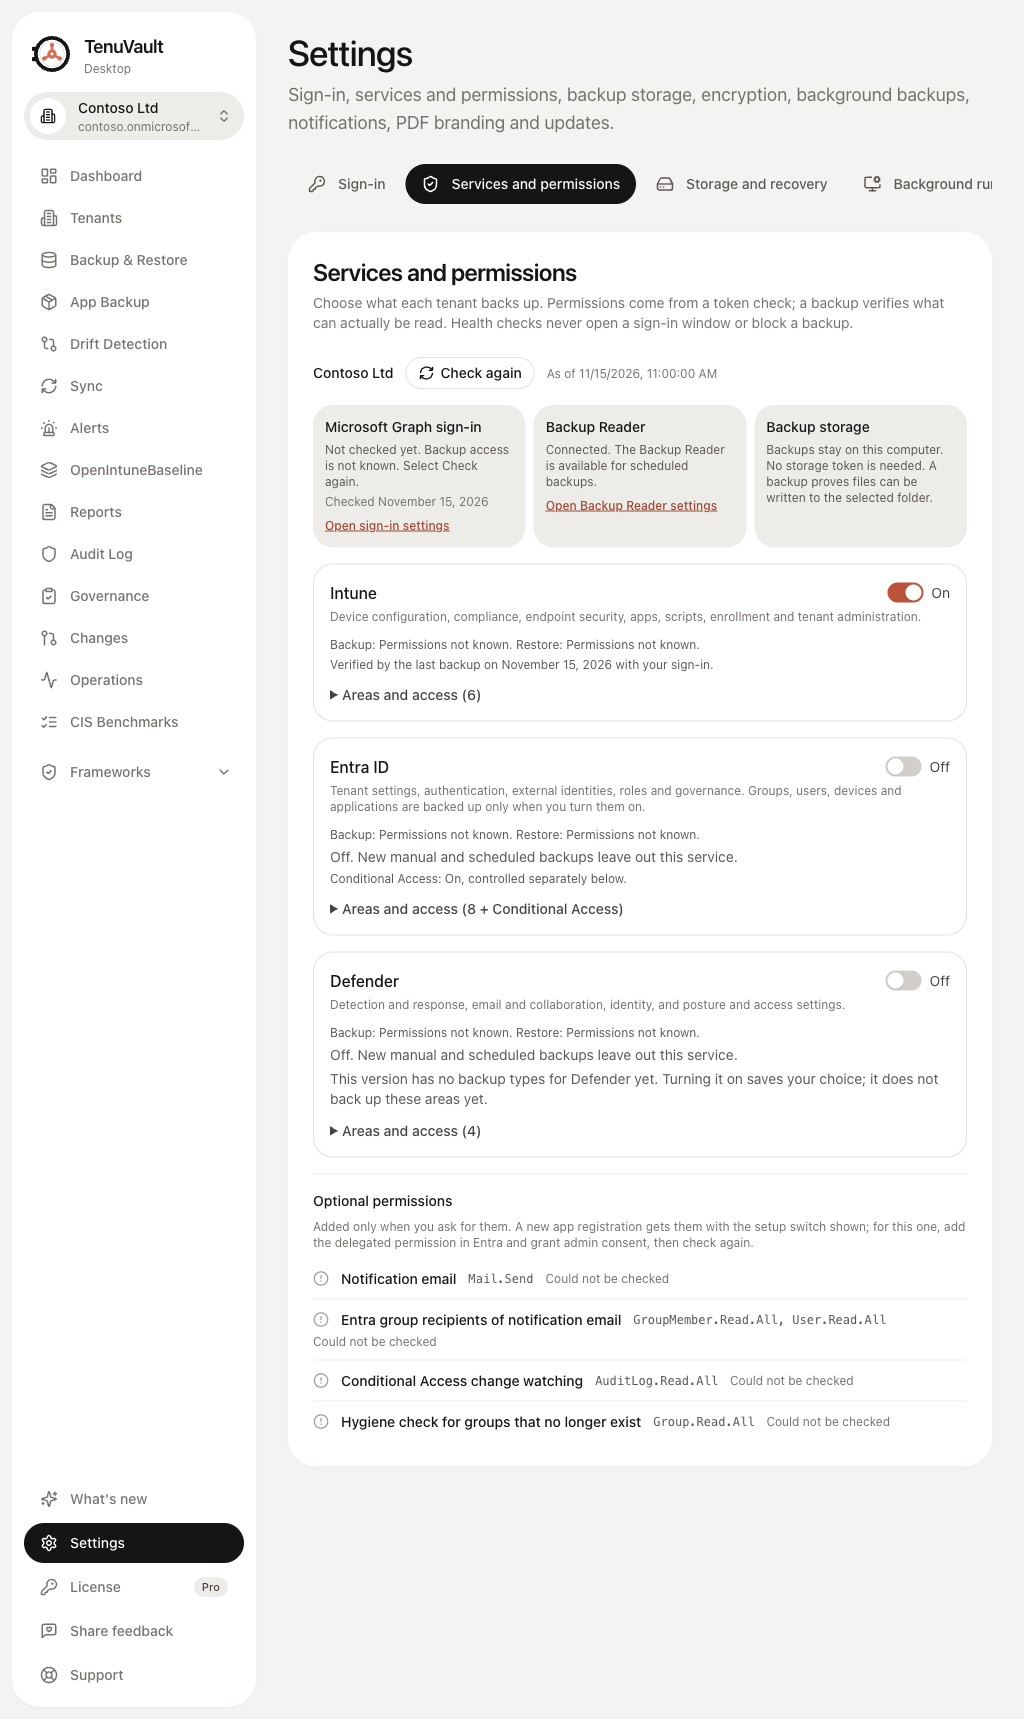 TenuVault
Desktop
Contoso Ltd
contoso.onmicrosof...
Dashboard
Tenants
Backup & Restore
App Backup
Drift Detection
Sync
Alerts
OpenIntuneBaseline
Reports
Audit Log
Governance
Changes
Operations
CIS Benchmarks
Frameworks
What's new
Settings
License Pro
Share feedback
Support
Settings
Sign-in, services and permissions, backup storage, encryption, background backups,
notifications, PDF branding and updates.
Sign-in Services and permissions Storage and recovery Background ru
Services and permissions
Choose what each tenant backs up. Permissions come from a token check; a backup verifies what
can actually be read. Health checks never open a sign-in window or block a backup.
Contoso Ltd Check again As of 11/15/2026, 11:00:00 AM
Microsoft Graph sign-in
Not checked yet. Backup access
is not known. Select Check
again.
Checked November 15, 2026
Open sign-in settings
Backup Reader
Connected. The Backup Reader
is available for scheduled
backups.
Open Backup Reader settings
Backup storage
Backups stay on this computer.
No storage token is needed. A
backup proves files can be
written to the selected folder.
Intune On
Device configuration, compliance, endpoint security, apps, scripts, enrollment and tenant administration.
Backup: Permissions not known. Restore: Permissions not known.
Verified by the last backup on November 15, 2026 with your sign-in.
Areas and access (6)
Entra ID Off
Tenant settings, authentication, external identities, roles and governance. Groups, users, devices and
applications are backed up only when you turn them on.
Backup: Permissions not known. Restore: Permissions not known.
Off. New manual and scheduled backups leave out this service.
Conditional Access: On, controlled separately below.
Areas and access (8 + Conditional Access)
Defender Off
Detection and response, email and collaboration, identity, and posture and access settings.
Backup: Permissions not known. Restore: Permissions not known.
Off. New manual and scheduled backups leave out this service.
This version has no backup types for Defender yet. Turning it on saves your choice; it does not
back up these areas yet.
Areas and access (4)
Optional permissions
Added only when you ask for them. A new app registration gets them with the setup switch shown; for this one, add
the delegated permission in Entra and grant admin consent, then check again.
Notification email Mail.Send Could not be checked
Entra group recipients of notification email GroupMember.Read.All, User.Read.All
Could not be checked
Conditional Access change watching AuditLog.Read.All Could not be checked
Hygiene check for groups that no longer exist Group.Read.All Could not be checked